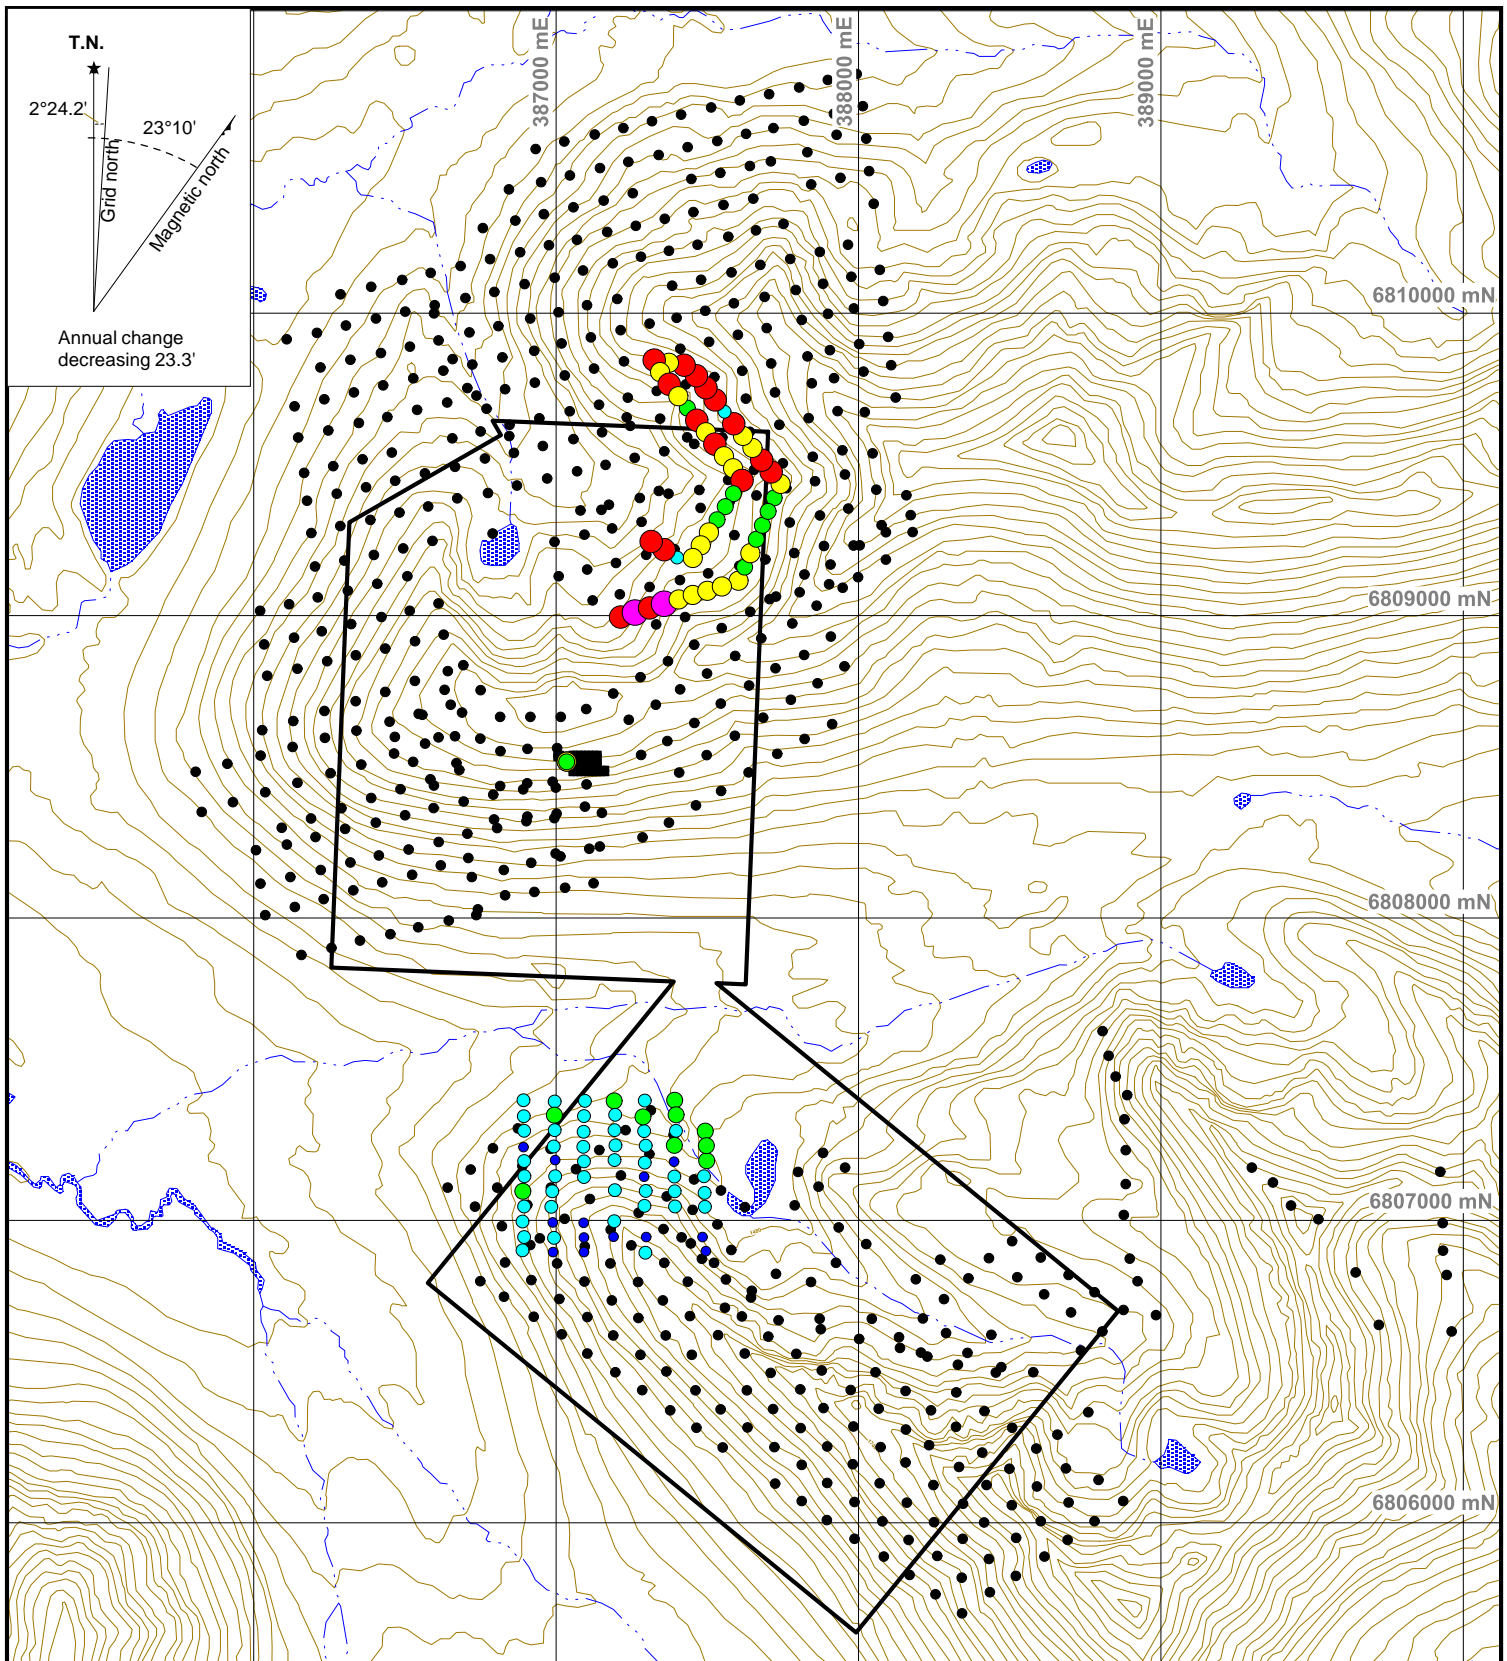 T.N.
2°24.2'
23°10'
Grid north
Magnetic north
Annual change
decreasing 23.3'
387000 mE
388000 mE
389000 mE
6810000 mN
6809000 mN
6808000 mN
6807000 mN
6806000 mN